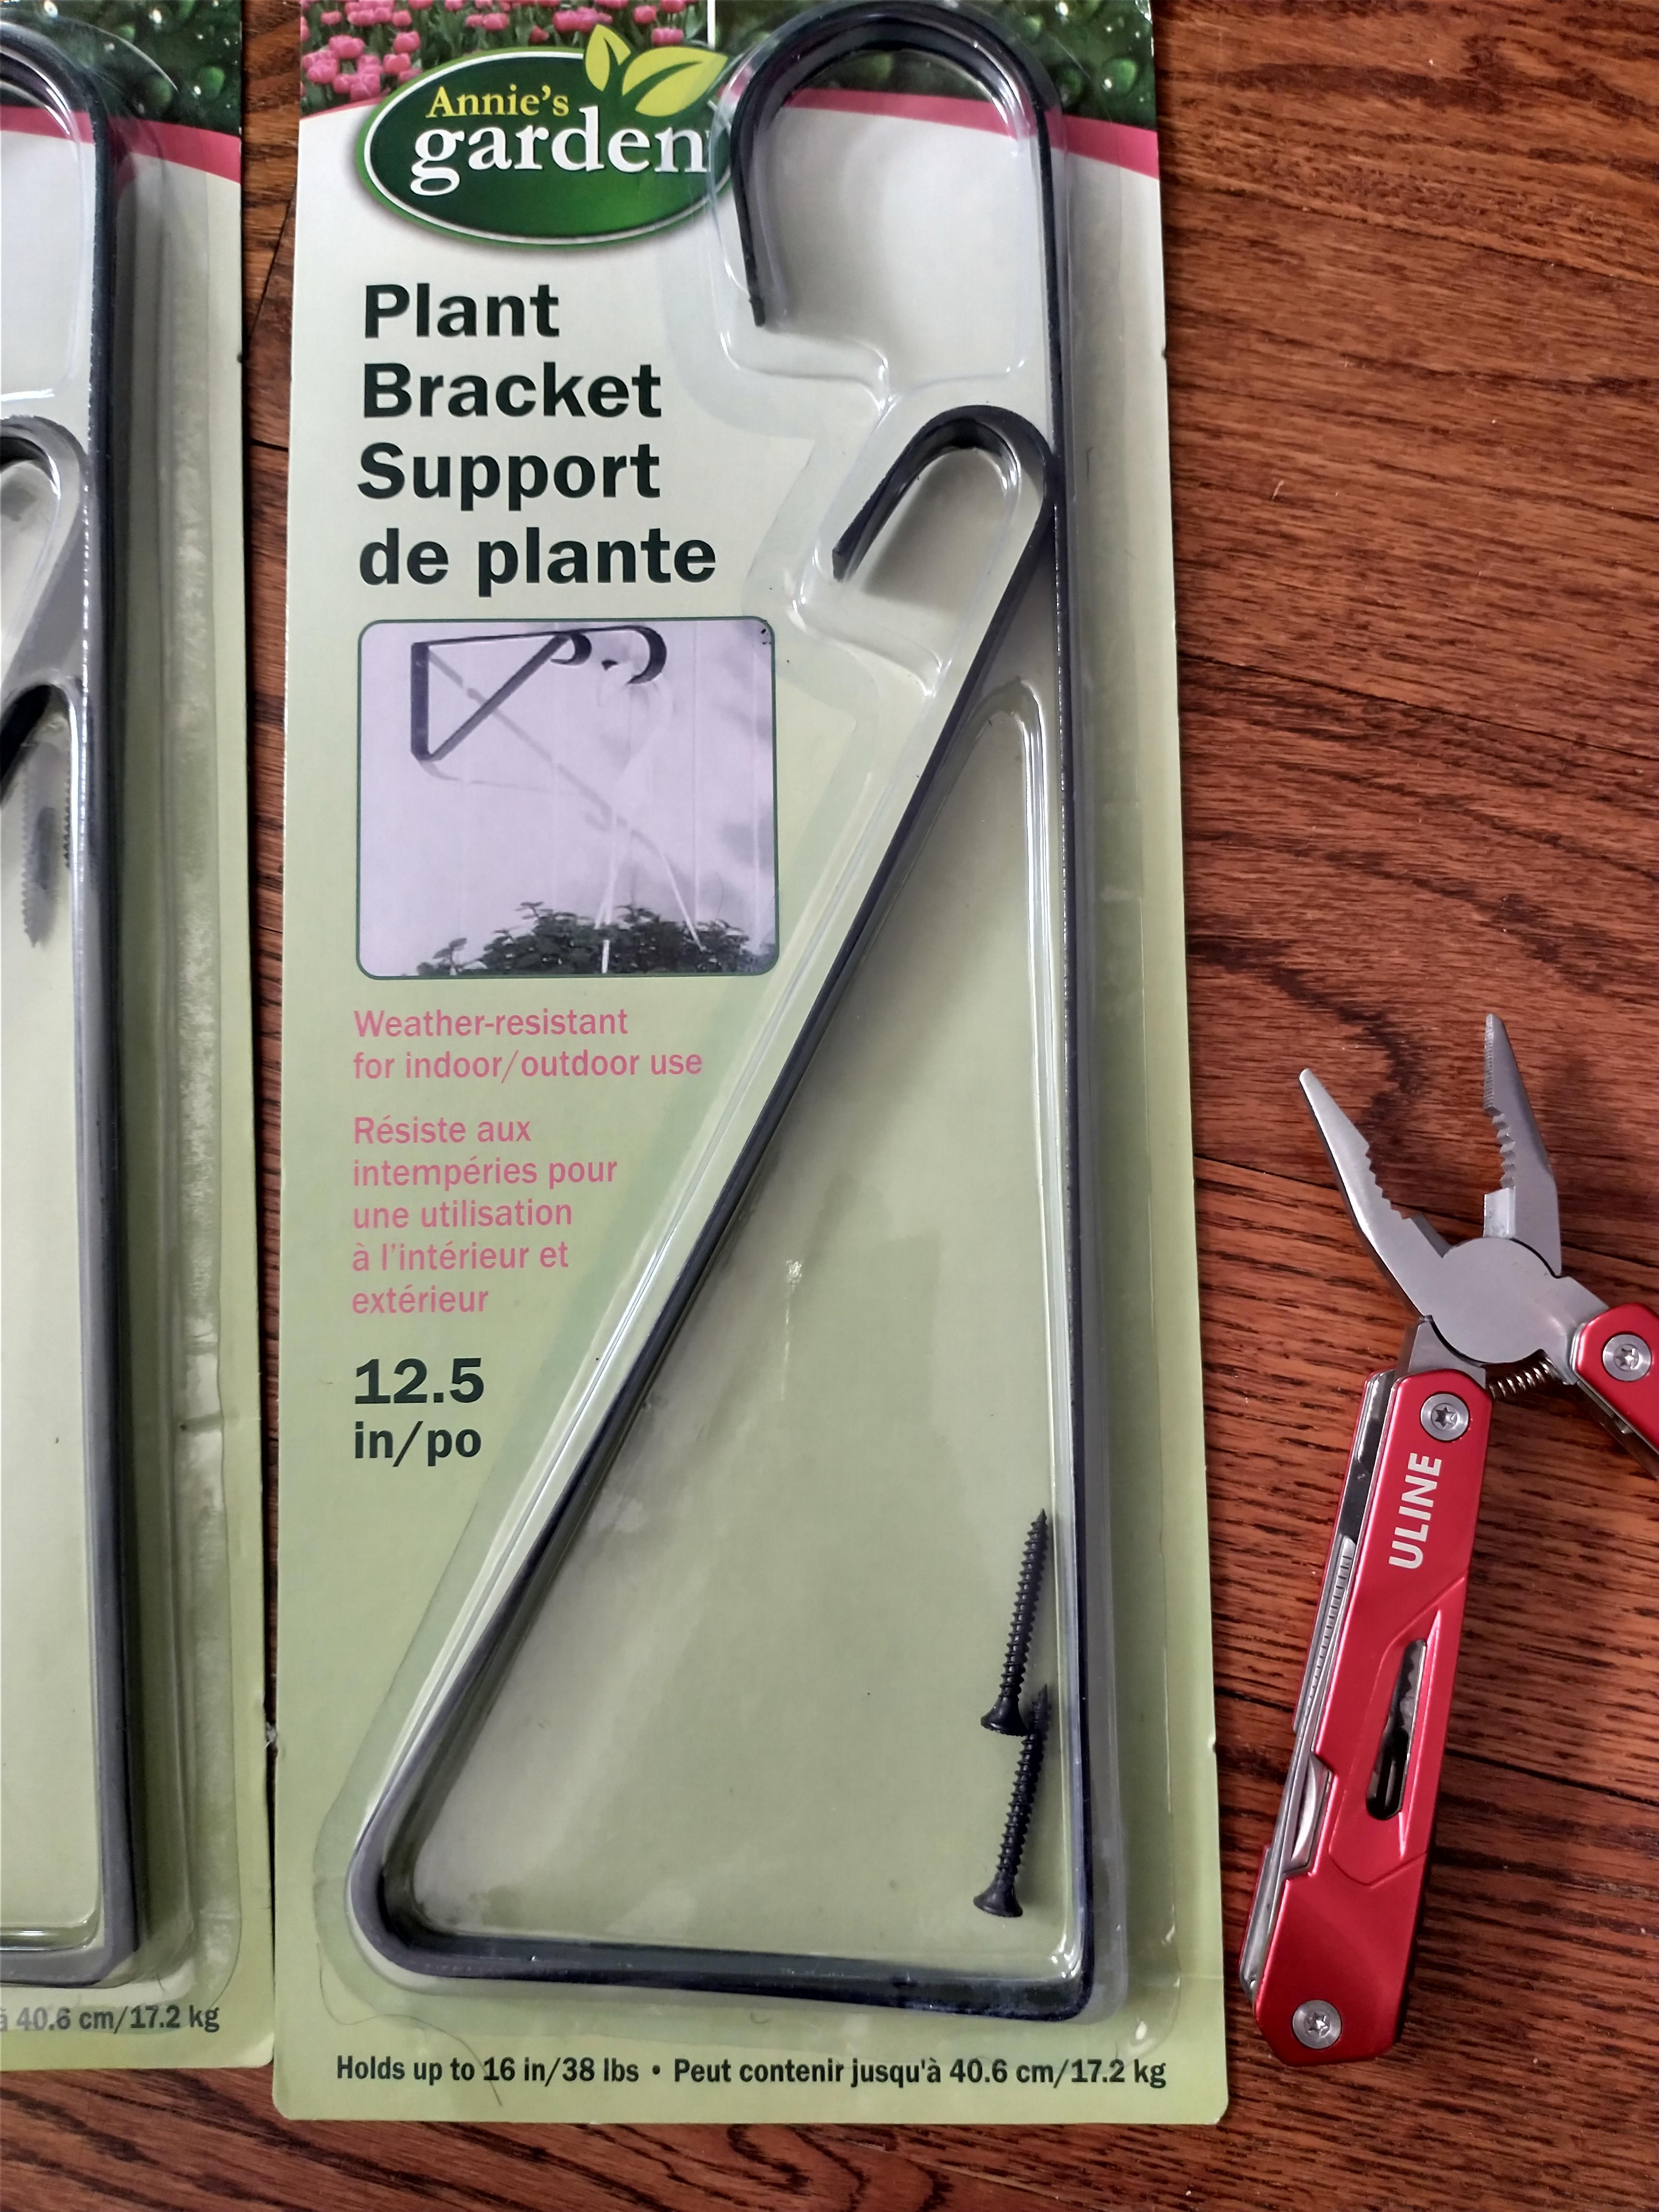 Annie's
garden
Plant
Bracket
Support
de plante
Weather-resistant
for indoor/outdoor use
Résiste aux
intempéries pour
une utilisation
à l'intérieur et
extérieur
12.5
in/po
Holds up to 16 in/38 lbs • Peut contenir jusqu'à 40.6 cm/17.2 kg
à 40.6 cm/17.2 kg
ULINE